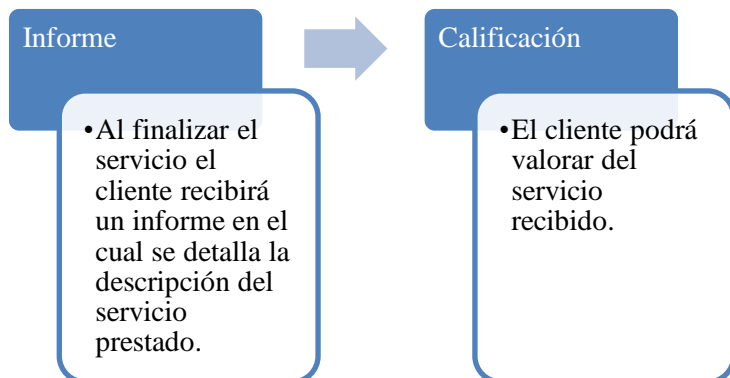 Informe
•Al finalizar el
servicio el
cliente recibirá
un informe en el
cual se detalla la
descripción del
servicio
prestado.
Calificación
•El cliente podrá
valorar del
servicio
recibido.